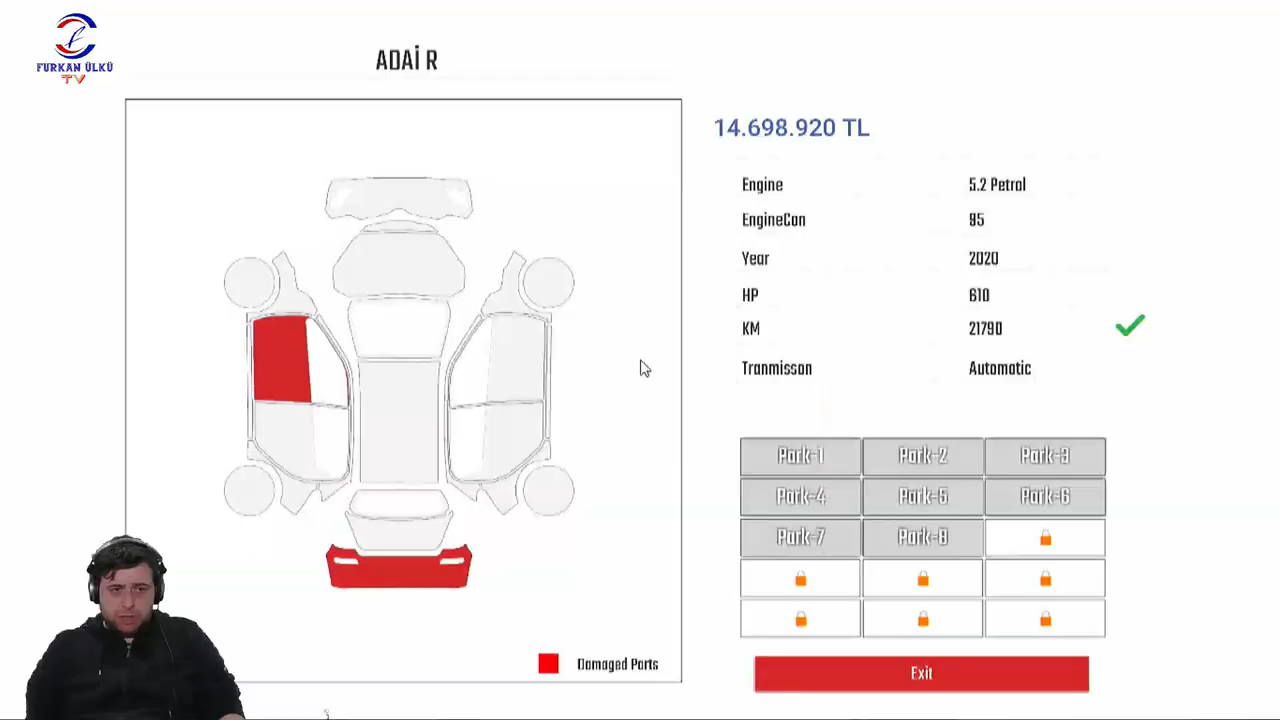 FURKAN ÜLKÜ
TV
ADAİ R
14.698.920 TL
Engine 5.2 Petrol
EngineCon 95
Year 2020
HP 610
KM 21790
Tranmisson Automatic
Park-1 Park-2 Park-3
Park-4 Park-5 Park-6
Park-7 Park-8
Damaged Parts
Exit